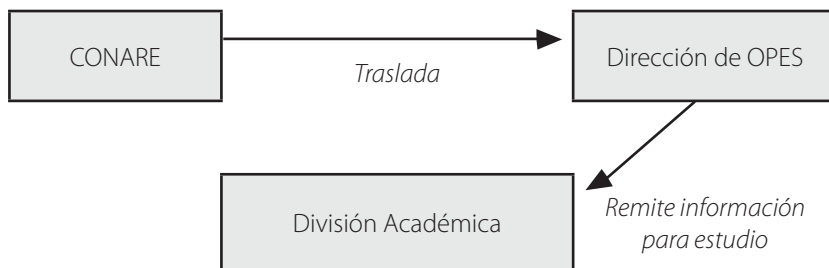 CONARE
Traslada
Dirección de OPES
División Académica
Remite información
para estudio